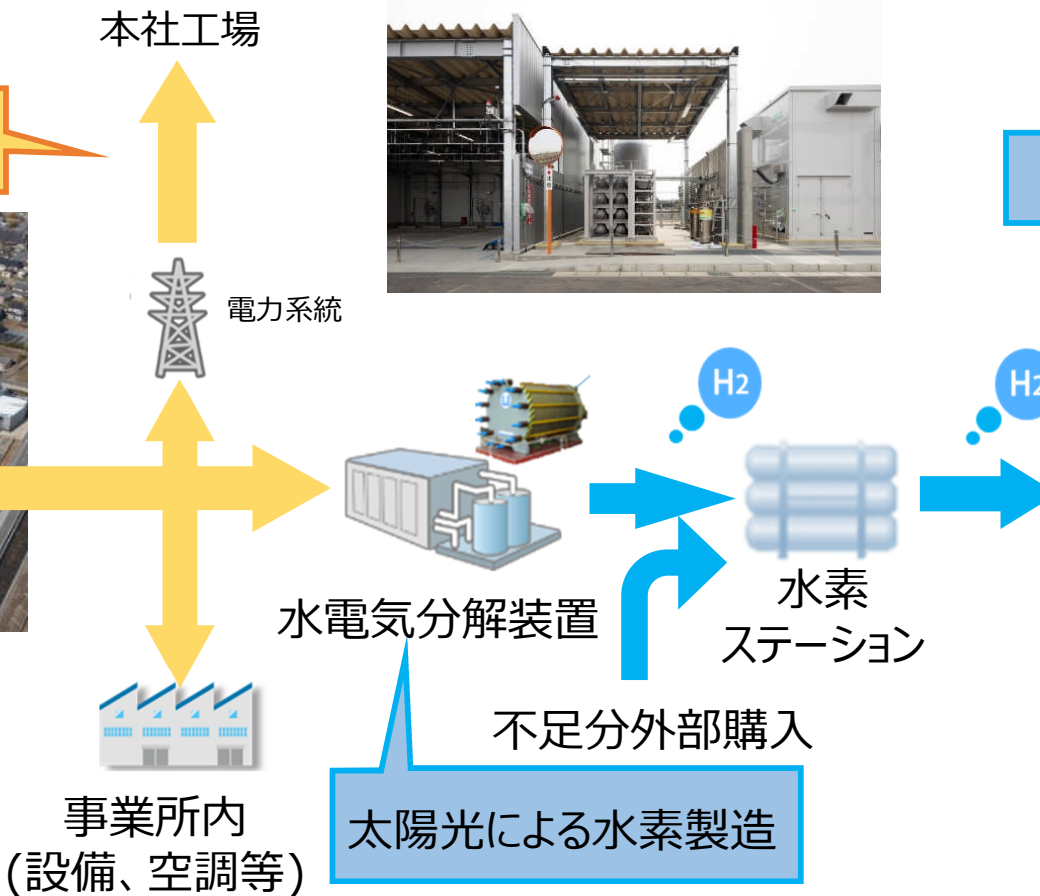 本社工場
電力系統
H2
H2
水電気分解装置
水素
ステーション
不足分外部購入
太陽光による水素製造
事業所内
(設備、空調等)